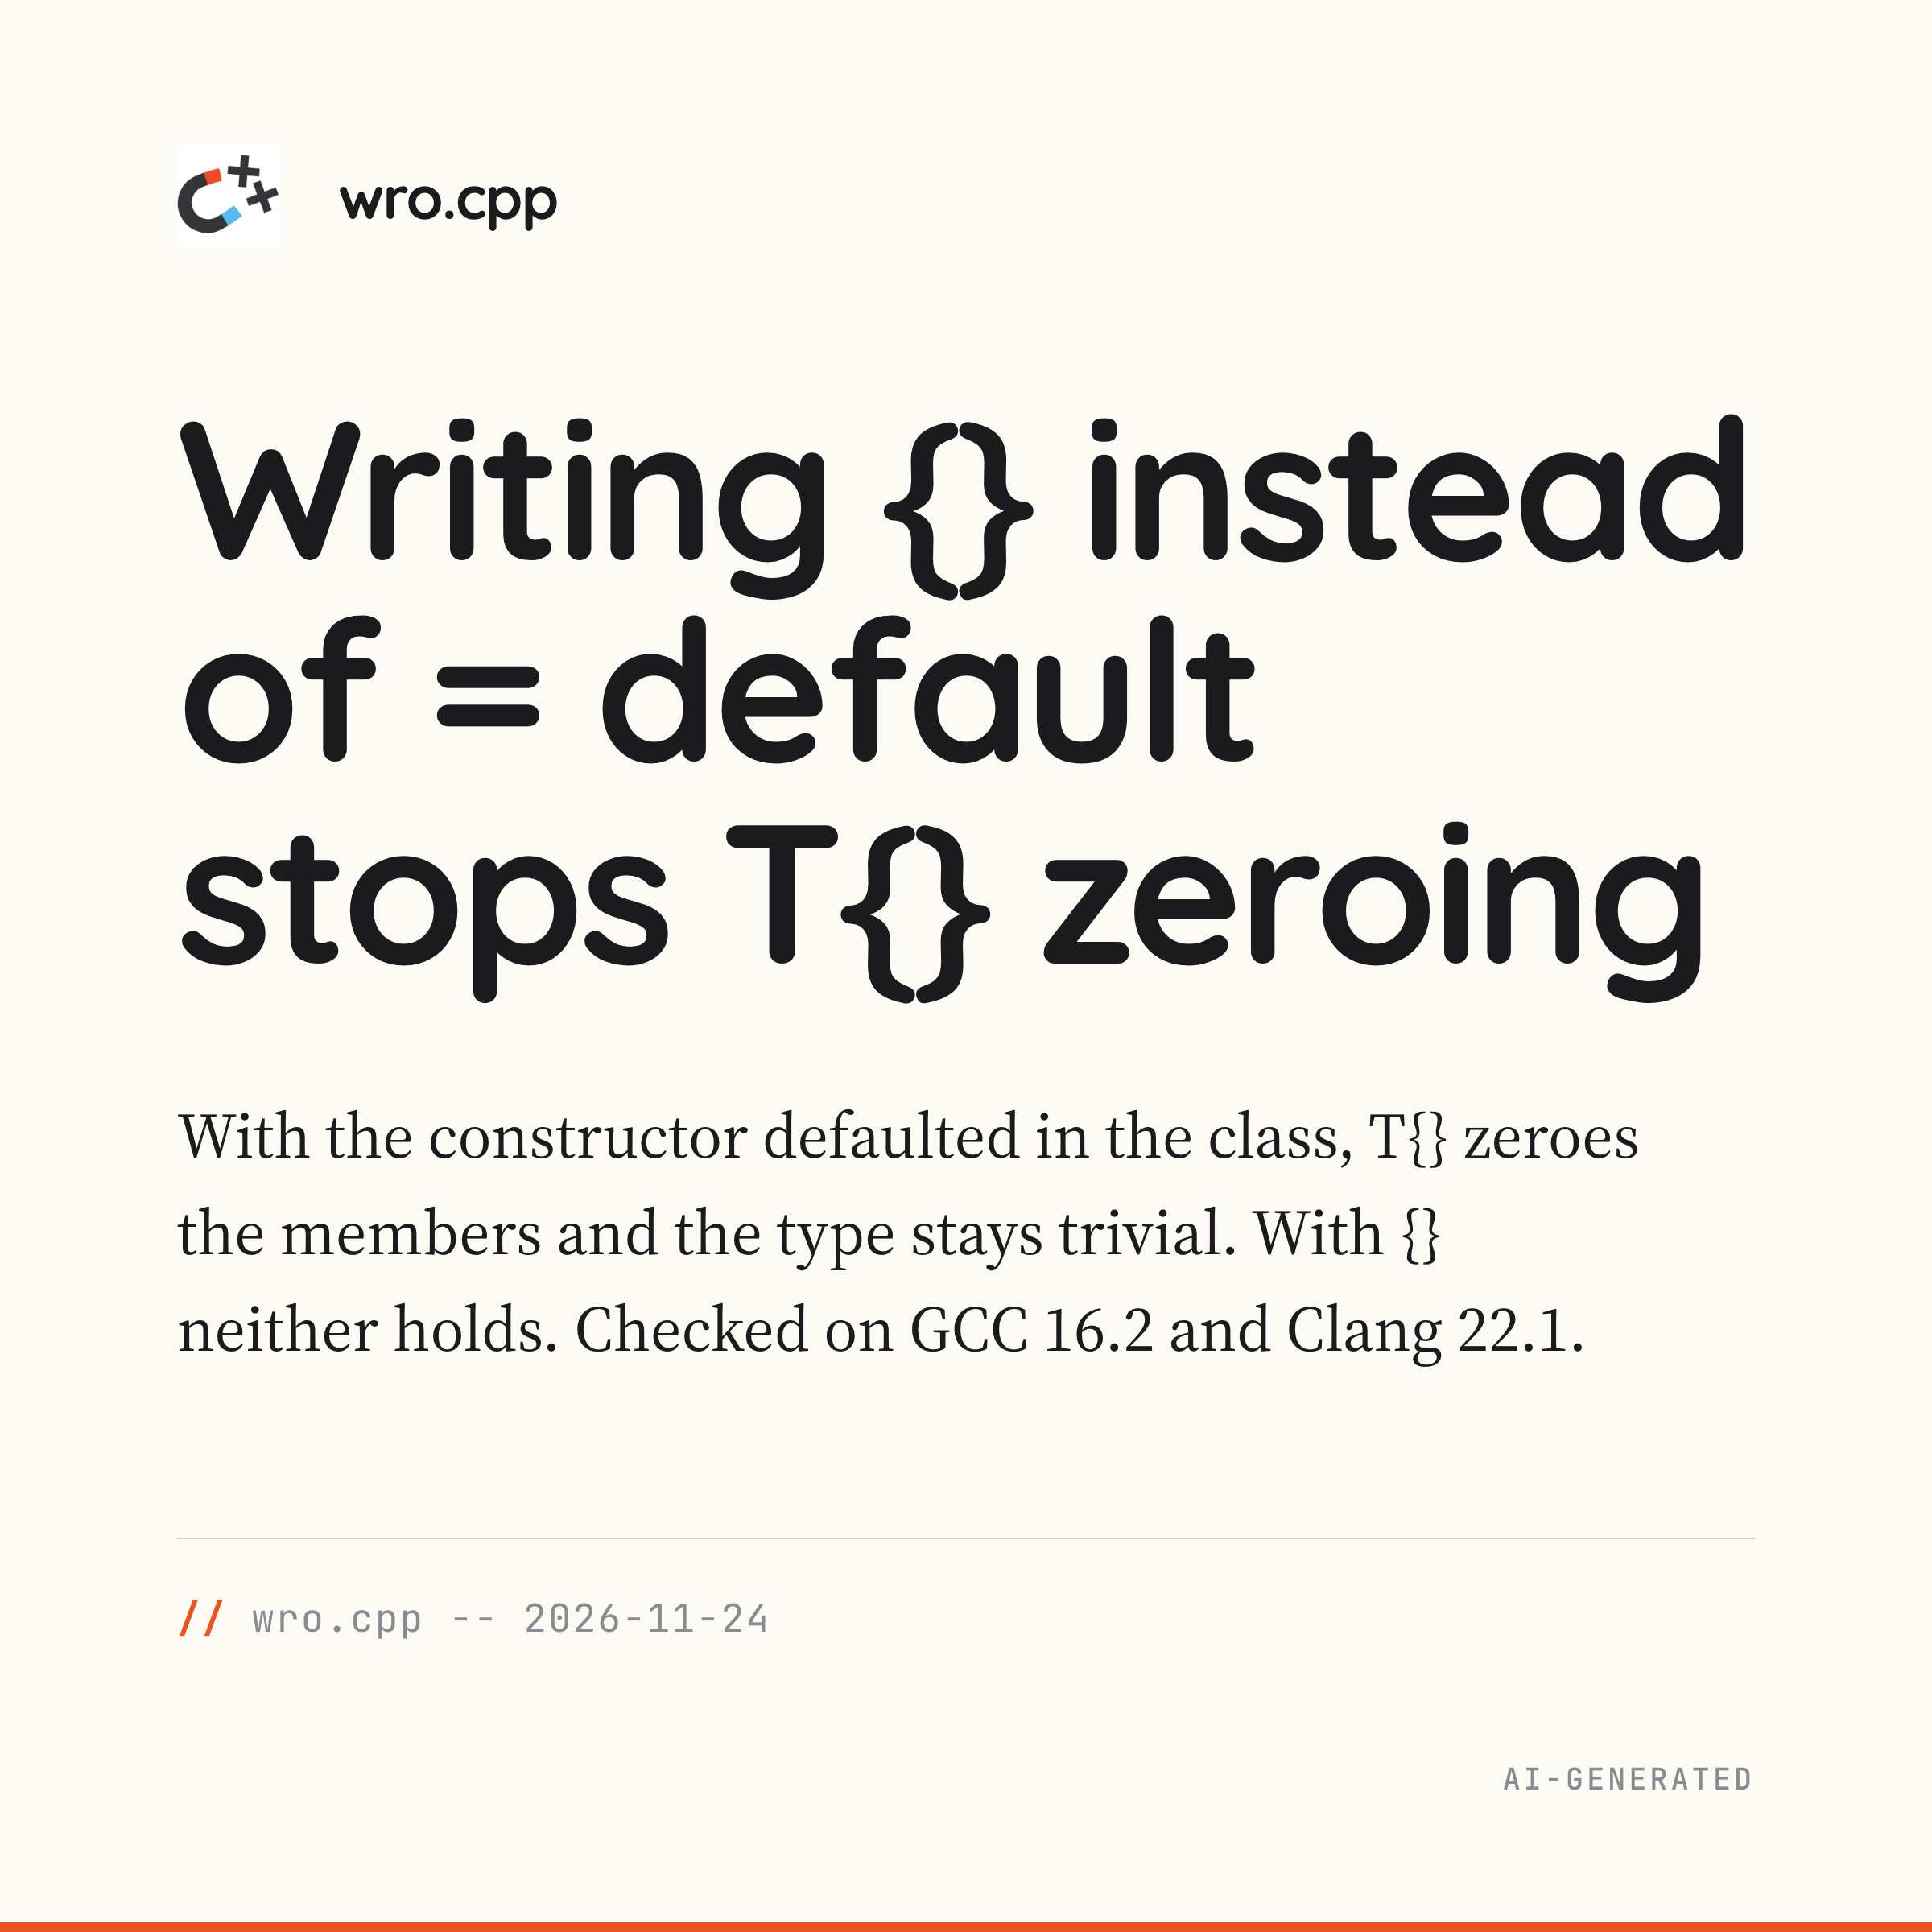 wro.cpp
Writing {} instead
of = default
stops T{} zeroing
With the constructor defaulted in the class, T{} zeroes
the members and the type stays trivial. With {}
neither holds. Checked on GCC 16.2 and Clang 22.1.
// wro.cpp -- 2026-11-24
AI-GENERATED